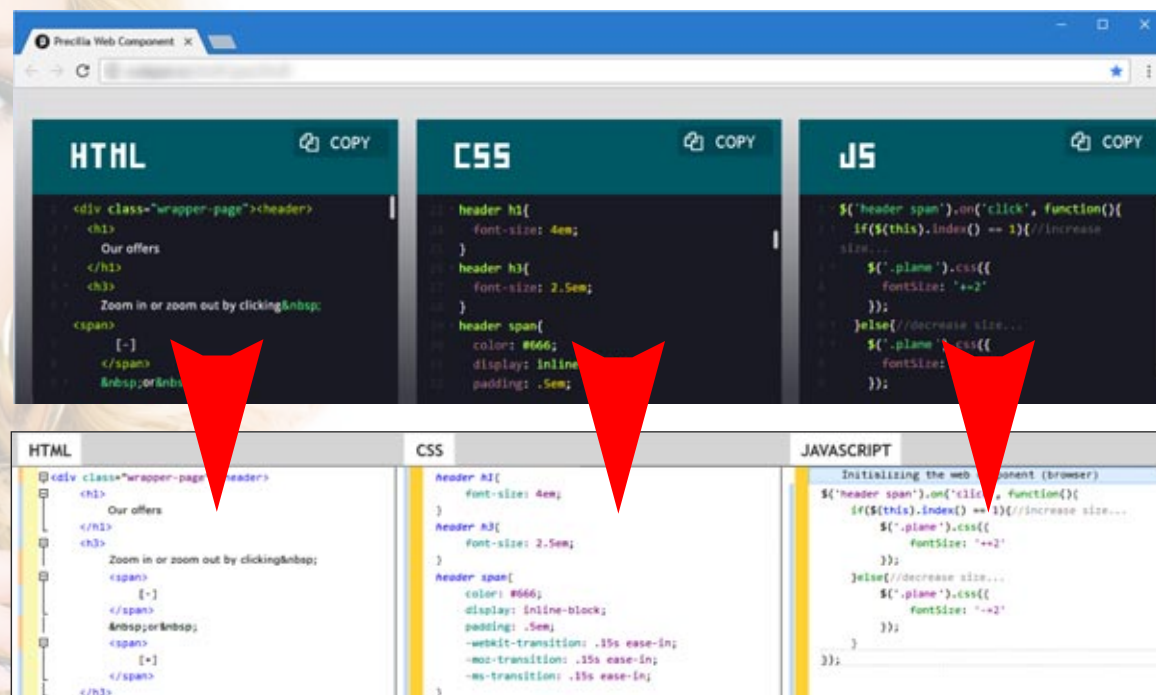 Precilia Web Component
HTML
COPY
<div class="wrapper-page"><header>
<h1>
Our offers
</h1>
<h3>
Zoom in or zoom out by clicking&nbsp;
<span>
[-]
</span>
&nbsp;or&nbs
CSS
COPY
header h1{
font-size: 4em;
}
header h3{
font-size: 2.5em;
}
header span{
color: #666;
display: inline
padding: .5em;
JS
COPY
$('header span').on('click', function(){
if($(this).index() == 1){//increase
size...
$('.plane').css({
fontSize: '+=2'
});
}else{//decrease size...
$('.plane').css({
fontSize:
});
HTML
<div class="wrapper-page header>
<h1>
Our offers
</h1>
<h3>
Zoom in or zoom out by clicking&nbsp;
<span>
[-]
</span>
&nbsp;or&nbsp;
<span>
[+]
</span>
</h3>
CSS
header h1{
font-size: 4em;
}
header h3{
font-size: 2.5em;
}
header span{
color: #666;
display: inline-block;
padding: .5em;
-webkit-transition: .15s ease-in;
-moz-transition: .15s ease-in;
-ms-transition: .15s ease-in;
}
JAVASCRIPT
Initializing the web component (browser)
$('header span').on('click', function(){
if($(this).index() == 1){//increase size...
$('.plane').css({
fontSize: '+=2'
});
}else{//decrease size...
$('.plane').css({
fontSize: '-=2'
});
}
});